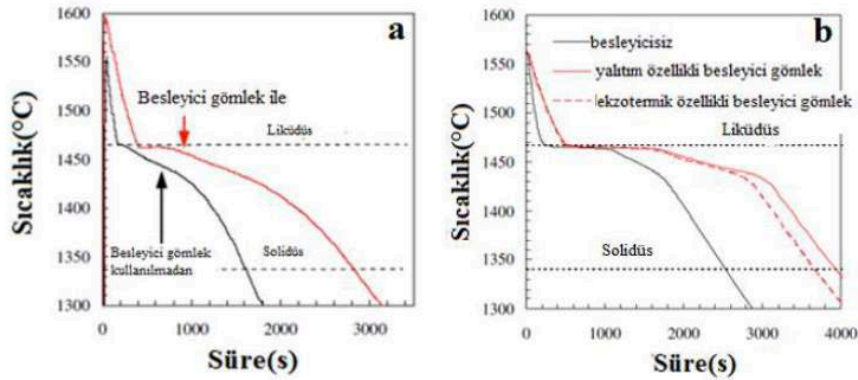 a
1600
1550
1500
1450
1400
1350
1300
Sıcaklık(°C)
Besleyici gömlek ile
Liküdüs
Besleyici gömlek
kullanılmadan
Solidüs
0
1000
2000
3000
Süre(s)
b
1600
1550
1500
1450
1400
1350
1300
Sıcaklık(°C)
besleyicisiz
yalıtım özellikli besleyici gömlek
ekzotermik özellikli besleyici gömlek
Liküdüs
Solidüs
0
1000
2000
3000
4000
Süre(s)